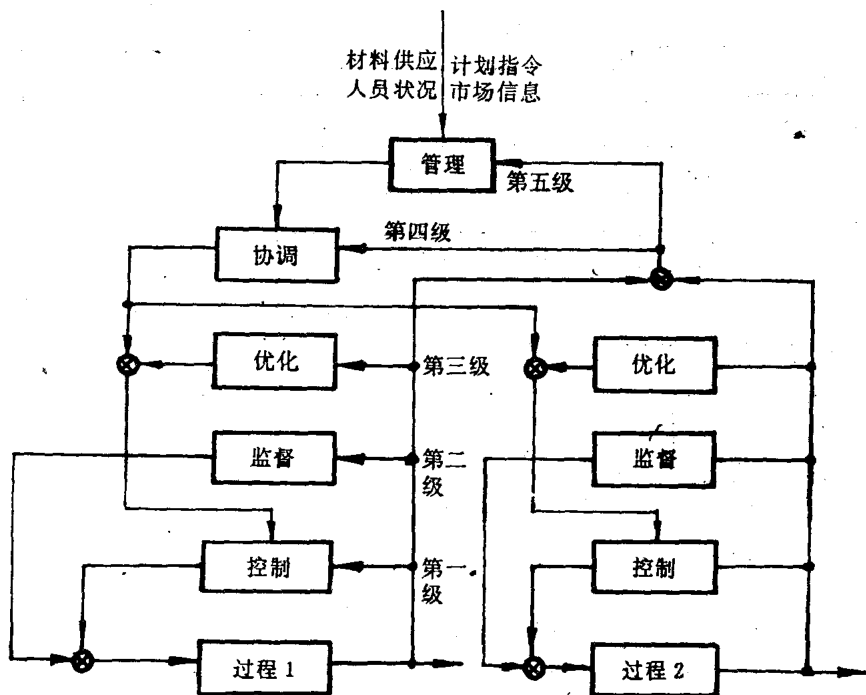 材料供应 计划指令
人员状况 市场信息
管理
第五级
第四级
协调
优化
第三级
优化
监督
第二
级
监督
控制
第一
级
控制
过程1
过程2